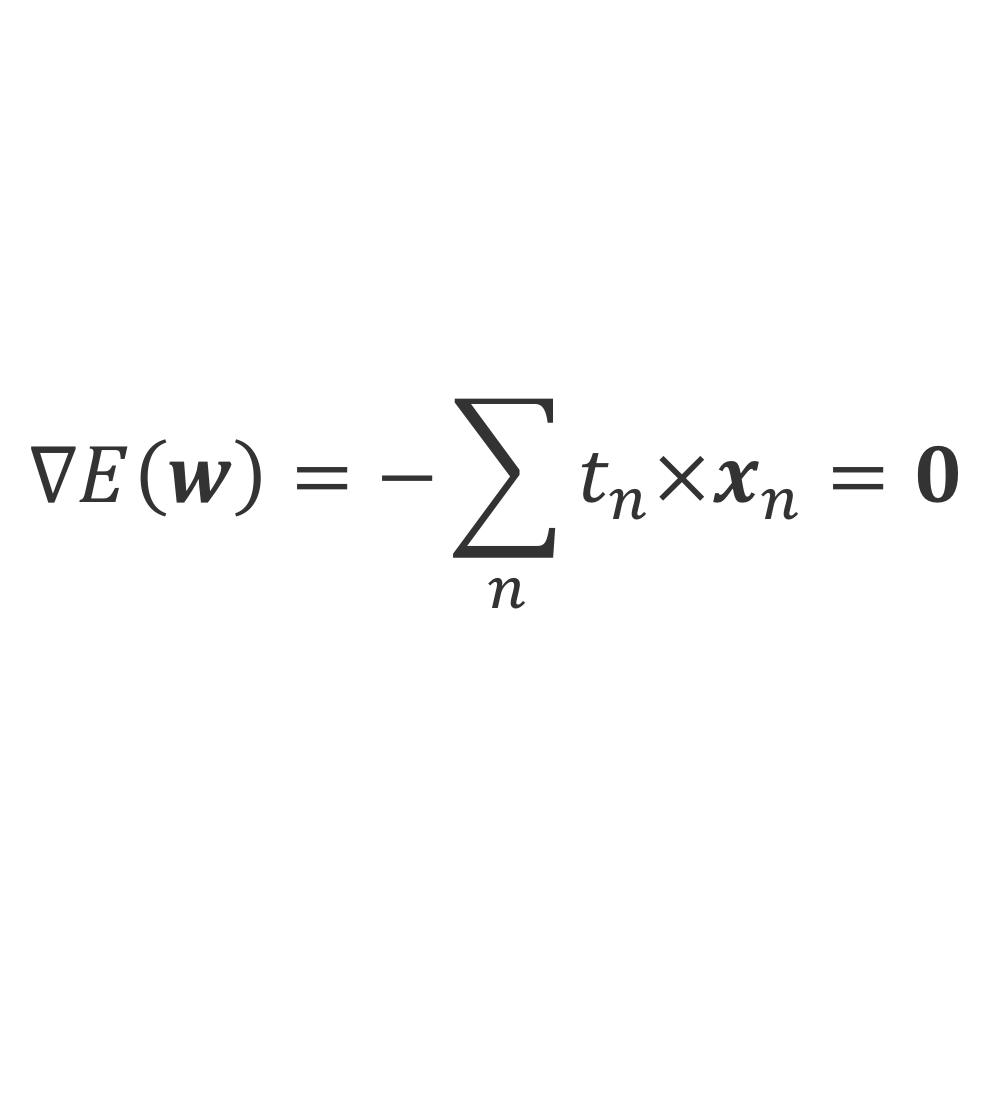 ∇E(w) = −∑ₙ tₙ×xₙ = 0